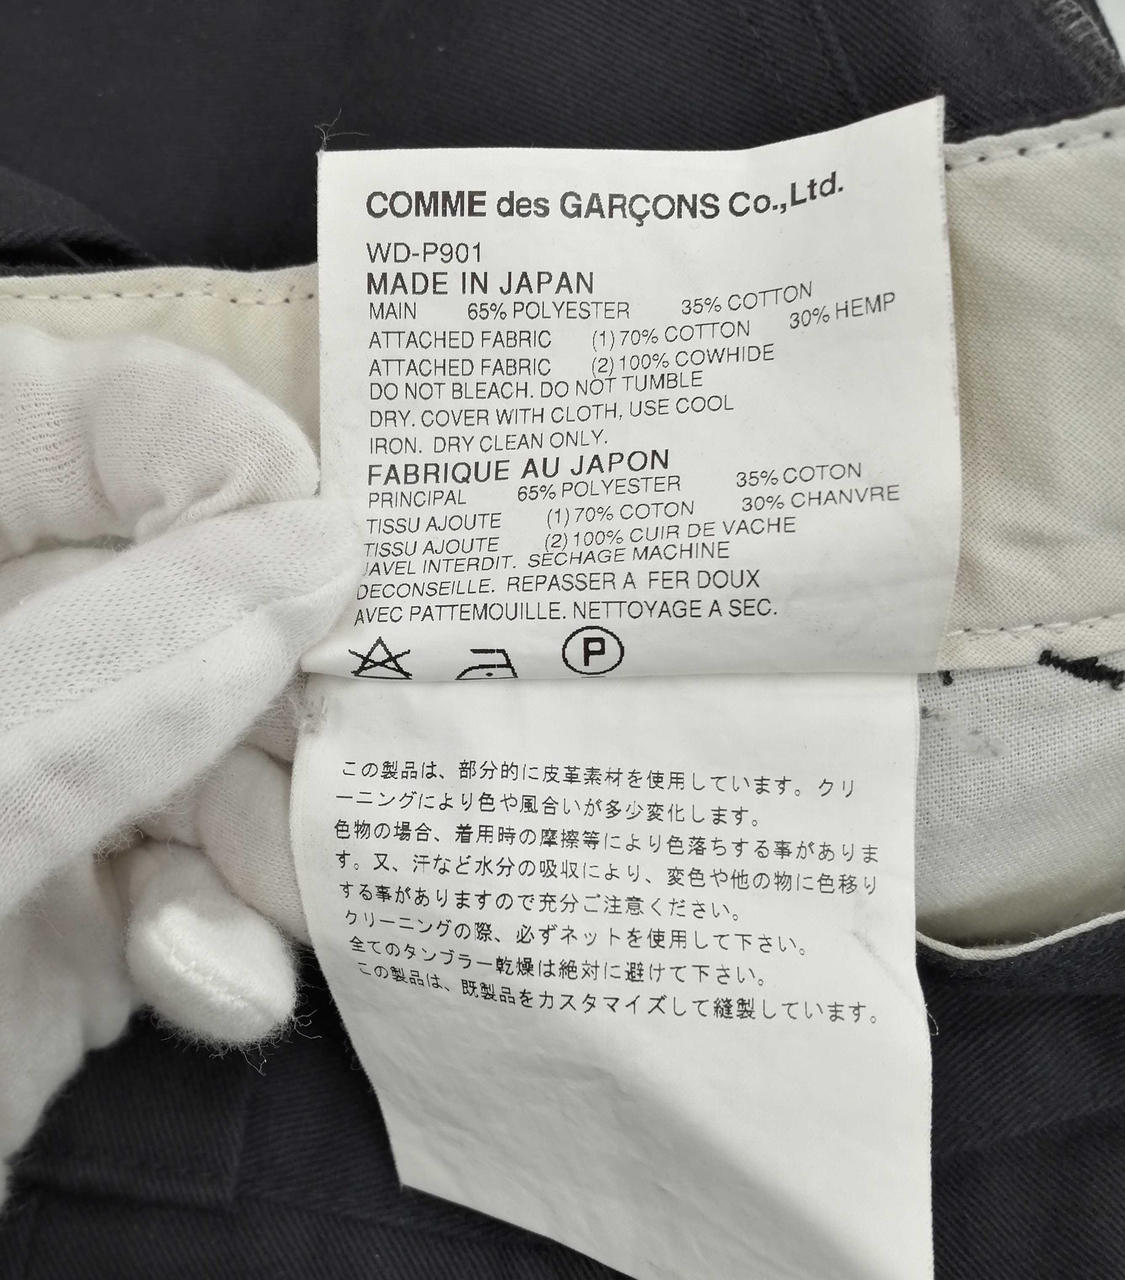 COMME des GARÇONS Co.,Ltd.
WD-P901
MADE IN JAPAN
MAIN 65% POLYESTER 35% COTTON
ATTACHED FABRIC (1) 70% COTTON 30% HEMP
ATTACHED FABRIC (2) 100% COWHIDE
DO NOT BLEACH. DO NOT TUMBLE
DRY. COVER WITH CLOTH, USE COOL
IRON. DRY CLEAN ONLY.
FABRIQUE AU JAPON
PRINCIPAL 65% POLYESTER 35% COTON
TISSU AJOUTE (1) 70% COTON 30% CHANVRE
TISSU AJOUTE (2) 100% CUIR DE VACHE
JAVEL INTERDIT. SECHAGE MACHINE
DECONSEILLE. REPASSER A FER DOUX
AVEC PATTEMOUILLE. NETTOYAGE A SEC.
P
この製品は、部分的に皮革素材を使用しています。クリ
ーニングにより色や風合いが多少変化します。
色物の場合、着用時の摩擦等により色落ちする事がありま
す。又、汗など水分の吸収により、変色や他の物に色移り
する事がありますので充分ご注意ください。
クリーニングの際、必ずネットを使用して下さい。
全てのタンブラー乾燥は絶対に避けて下さい。
この製品は、既製品をカスタマイズして縫製しています。